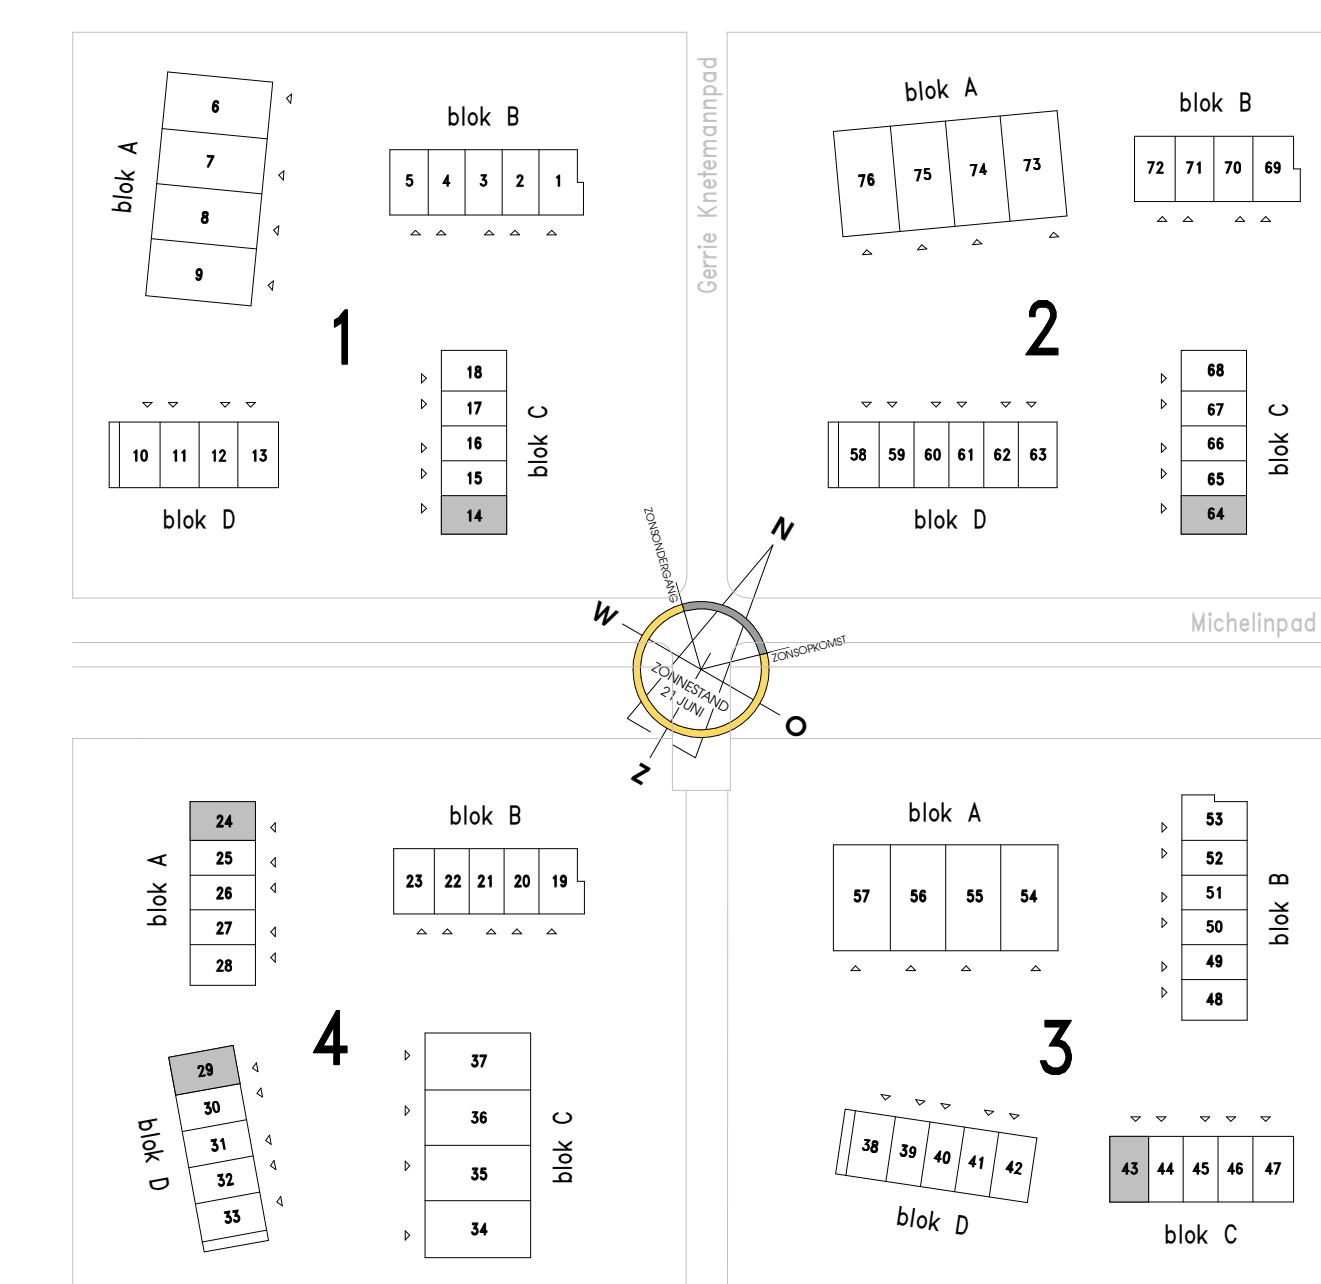 blok A
6
7
8
9
blok B
5 4 3 2 1
1
10 11 12 13
blok D
18
17
16
15
14
blok C
Gerrie Knetemannpad
blok A
76 75 74 73
blok B
72 71 70 69
2
58 59 60 61 62 63
blok D
68
67
66
65
64
blok C
Michelinpad
N
ZONSONDERGANG
W
ZONSOPKOMST
ZONNESTAND
21 JUNI
O
Z
blok A
24
25
26
27
28
blok B
23 22 21 20 19
4
29
30
31
32
33
blok D
37
36
35
34
blok C
blok A
57 56 55 54
53
52
51
50
49
48
blok B
3
38 39 40 41 42
blok D
43 44 45 46 47
blok C